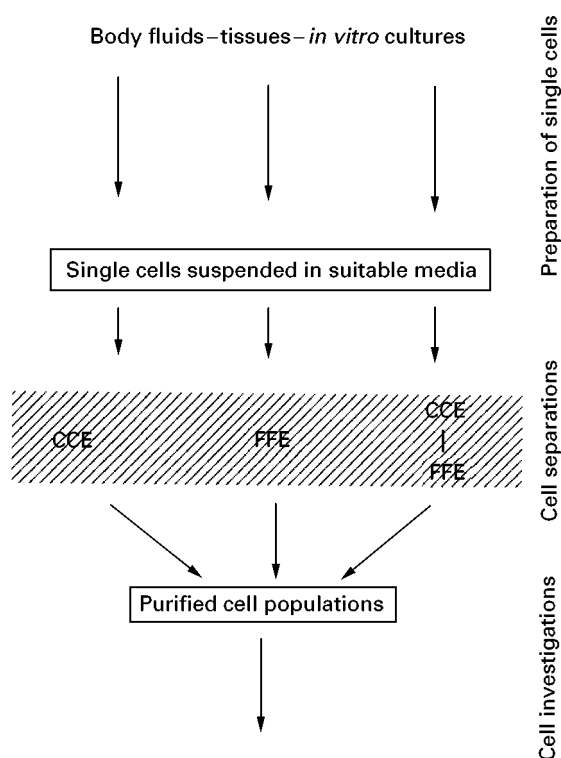 Body fluids–tissues–in vitro cultures
Preparation of single cells
Single cells suspended in suitable media
CCE
FFE
CCE
FFE
Cell separations
Purified cell populations
Cell investigations